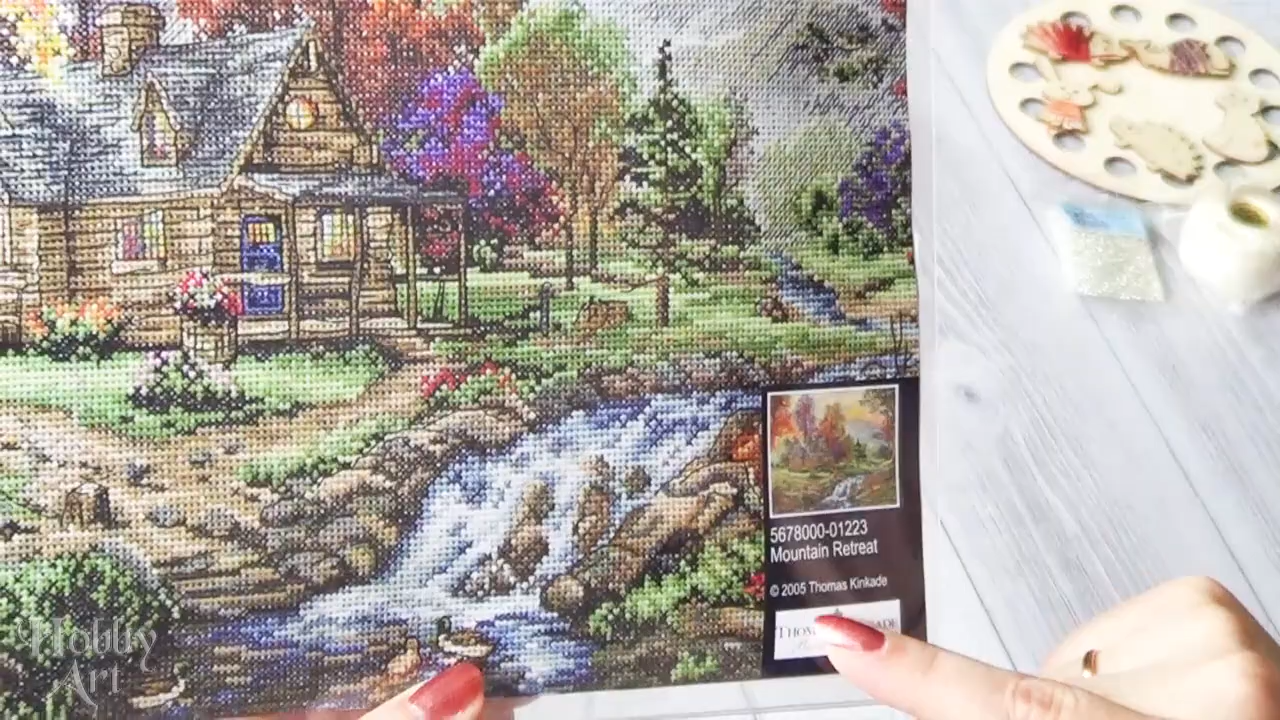 5678000-01223
Mountain Retreat
© 2005 Thomas Kinkade
Hobby
Art